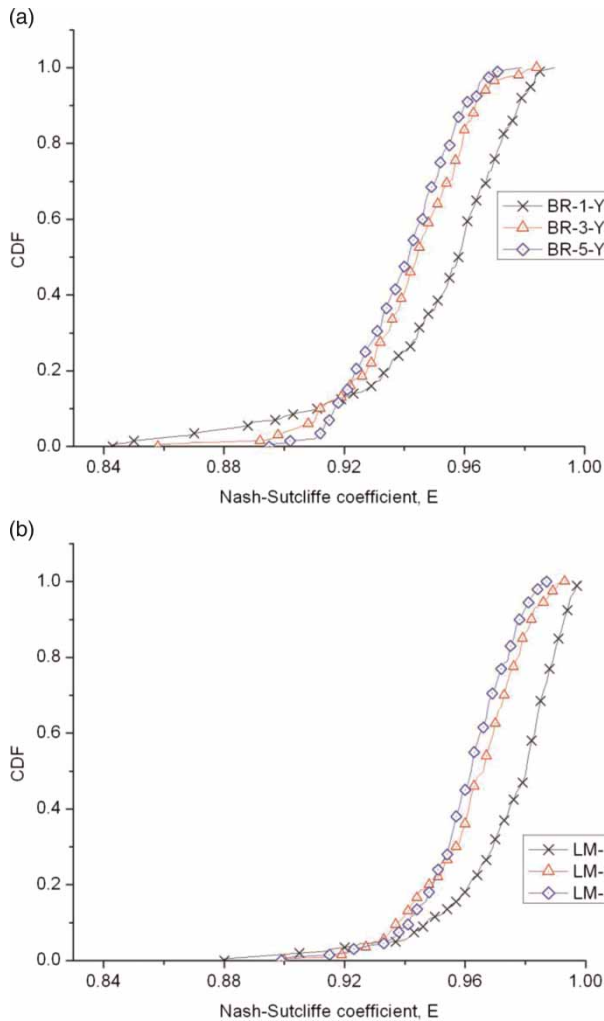 (a)
1.0
0.8
0.6
0.4
0.2
0.0
CDF
BR-1-Y
BR-3-Y
BR-5-Y
0.84 0.88 0.92 0.96 1.00
Nash-Sutcliffe coefficient, E
(b)
1.0
0.8
0.6
0.4
0.2
0.0
CDF
LM-
LM-
LM-
0.84 0.88 0.92 0.96 1.00
Nash-Sutcliffe coefficient, E